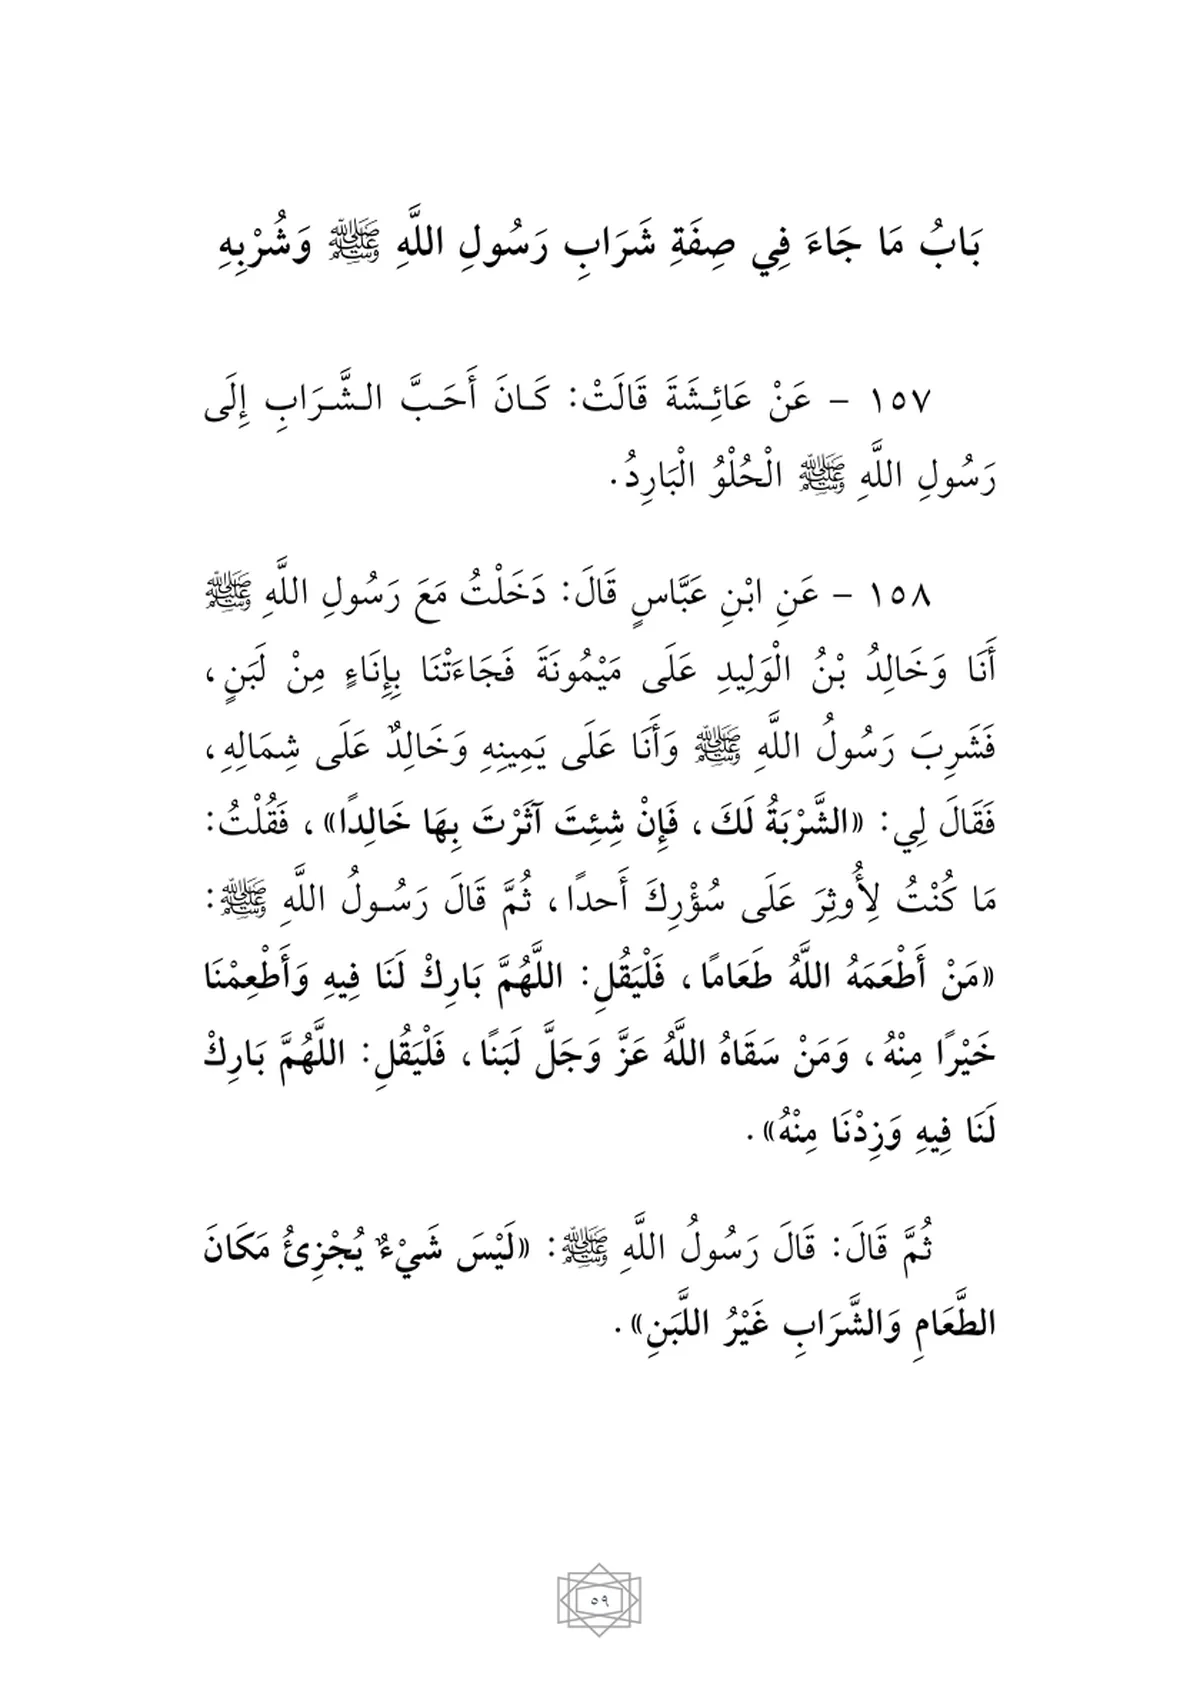 بَابُ مَا جَاءَ فِي صِفَةِ شَرَابِ رَسُولِ اللَّهِ ﷺ وَشُرْبِهِ
١٥٧ – عَنْ عَائِشَةَ قَالَتْ: كَانَ أَحَبَّ الشَّرَابِ إِلَى
رَسُولِ اللَّهِ ﷺ الْحُلْوُ الْبَارِدُ.
١٥٨ – عَنِ ابْنِ عَبَّاسٍ قَالَ: دَخَلْتُ مَعَ رَسُولِ اللَّهِ ﷺ
أَنَا وَخَالِدُ بْنُ الْوَلِيدِ عَلَى مَيْمُونَةَ فَجَاءَتْنَا بِإِنَاءٍ مِنْ لَبَنٍ،
فَشَرِبَ رَسُولُ اللَّهِ ﷺ وَأَنَا عَلَى يَمِينِهِ وَخَالِدٌ عَلَى شِمَالِهِ،
فَقَالَ لِي: «الشَّرْبَةُ لَكَ، فَإِنْ شِئِتَ آثَرْتَ بِهَا خَالِدًا»، فَقُلْتُ:
مَا كُنْتُ لِأُوثِرَ عَلَى سُؤْرِكَ أَحدًا، ثُمَّ قَالَ رَسُولُ اللَّهِ ﷺ:
«مَنْ أَطْعَمَهُ اللَّهُ طَعَامًا، فَلْيَقُلِ: اللَّهُمَّ بَارِكْ لَنَا فِيهِ وَأَطْعِمْنَا
خَيْرًا مِنْهُ، وَمَنْ سَقَاهُ اللَّهُ عَزَّ وَجَلَّ لَبَنًا، فَلْيَقُلِ: اللَّهُمَّ بَارِكْ
لَنَا فِيهِ وَزِدْنَا مِنْهُ».
ثُمَّ قَالَ: قَالَ رَسُولُ اللَّهِ ﷺ: «لَيْسَ شَيْءٌ يُجْزِئُ مَكَانَ
الطَّعَامِ وَالشَّرَابِ غَيْرُ اللَّبَنِ».
٥٩